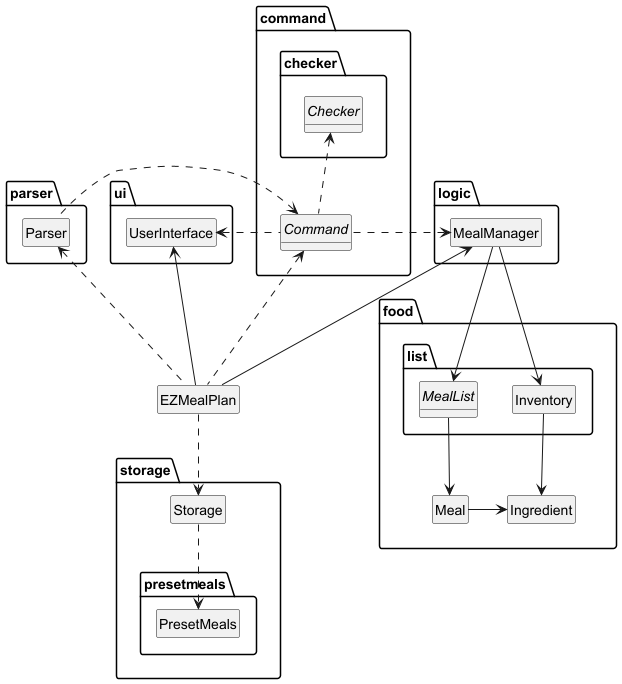 command
checker
Checker
parser
ui
logic
Parser
UserInterface
Command
MealManager
food
list
EZMealPlan
MealList
Inventory
storage
Storage
Meal
Ingredient
presetmeals
PresetMeals